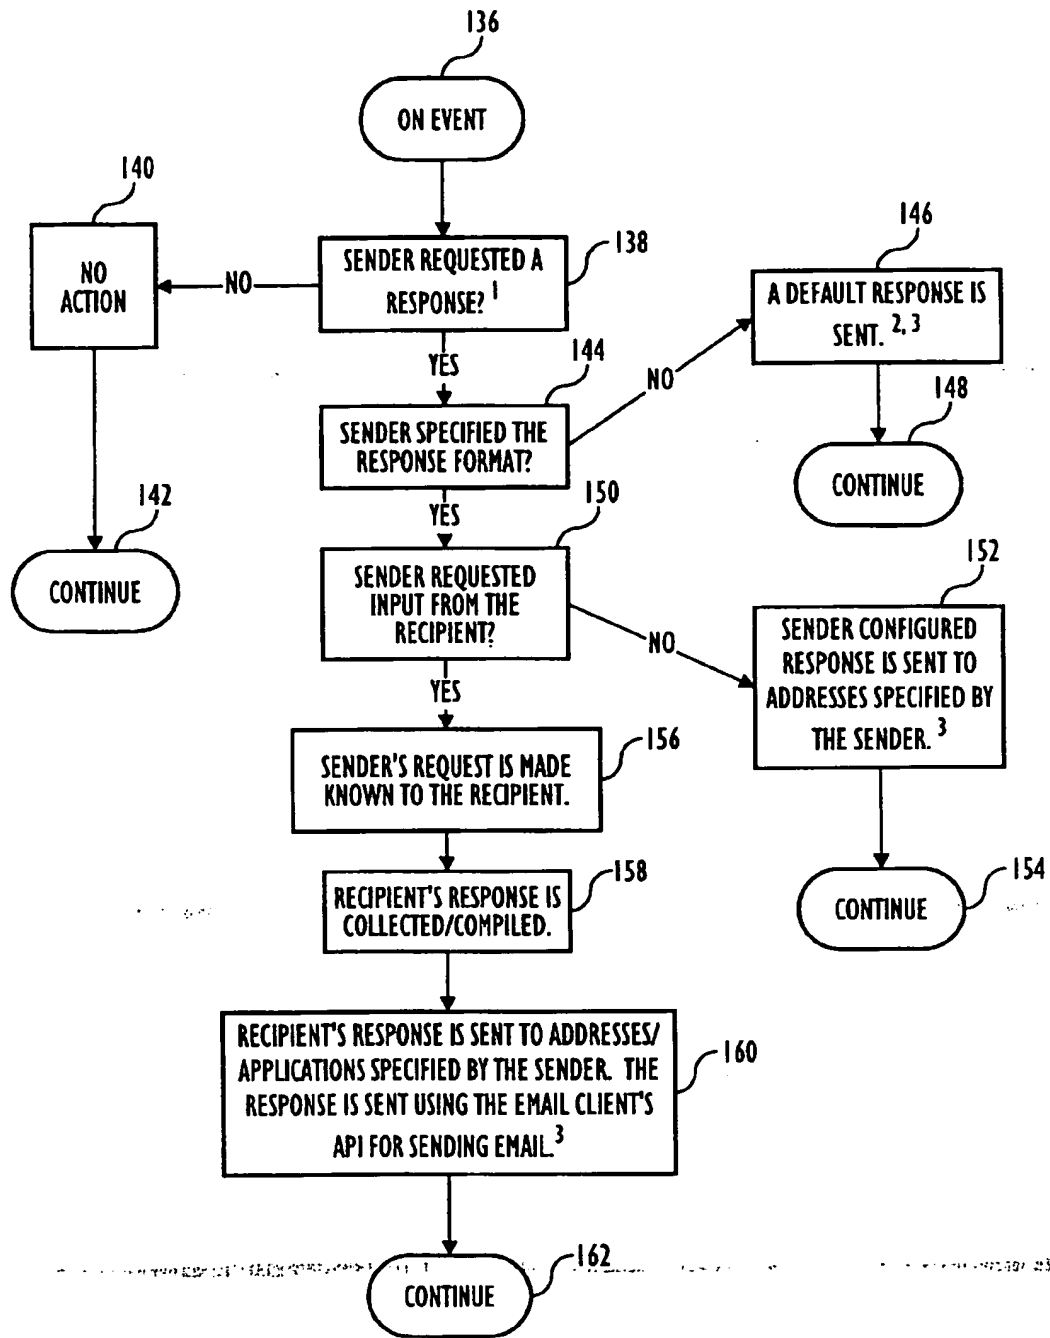 136
ON EVENT
140
NO
ACTION
NO
SENDER REQUESTED A
RESPONSE? 1
138
146
A DEFAULT RESPONSE IS
SENT. 2, 3
YES
144
NO
SENDER SPECIFIED THE
RESPONSE FORMAT?
148
CONTINUE
142
CONTINUE
YES
150
SENDER REQUESTED
INPUT FROM THE
RECIPIENT?
NO
152
SENDER CONFIGURED
RESPONSE IS SENT TO
ADDRESSES SPECIFIED BY
THE SENDER. 3
YES
SENDER'S REQUEST IS MADE
KNOWN TO THE RECIPIENT.
156
RECIPIENT'S RESPONSE IS
COLLECTED/COMPILED.
158
154
CONTINUE
RECIPIENT'S RESPONSE IS SENT TO ADDRESSES/
APPLICATIONS SPECIFIED BY THE SENDER. THE
RESPONSE IS SENT USING THE EMAIL CLIENT'S
API FOR SENDING EMAIL. 3
160
162
CONTINUE